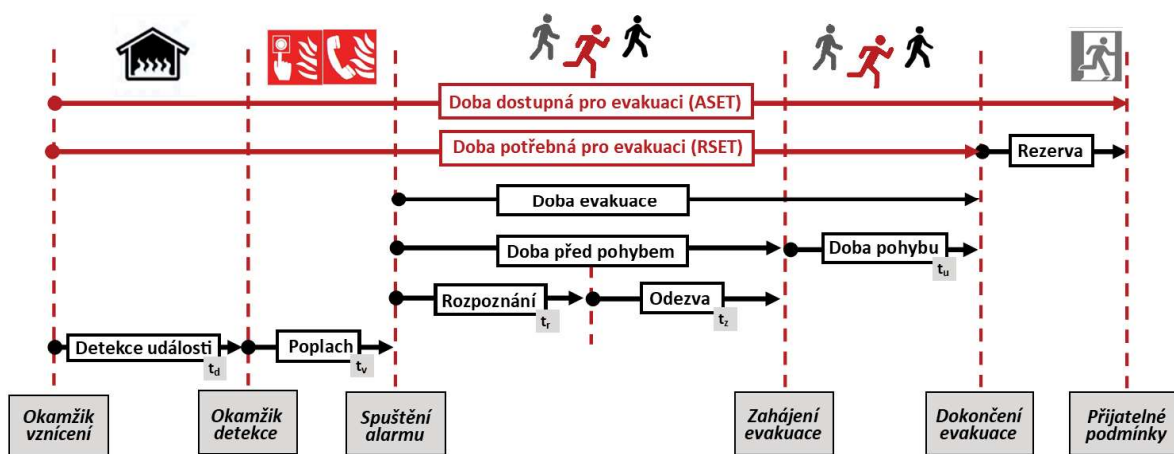 Doba dostupná pro evakuaci (ASET)
Doba potřebná pro evakuaci (RSET)
Rezerva
Doba evakuace
Doba před pohybem
Doba pohybu
tu
Rozpoznání
tr
Odezva
tz
Detekce události
td
Poplach
tv
Okamžik
vznícení
Okamžik
detekce
Spuštění
alarmu
Zahájení
evakuace
Dokončení
evakuace
Přijatelné
podmínky